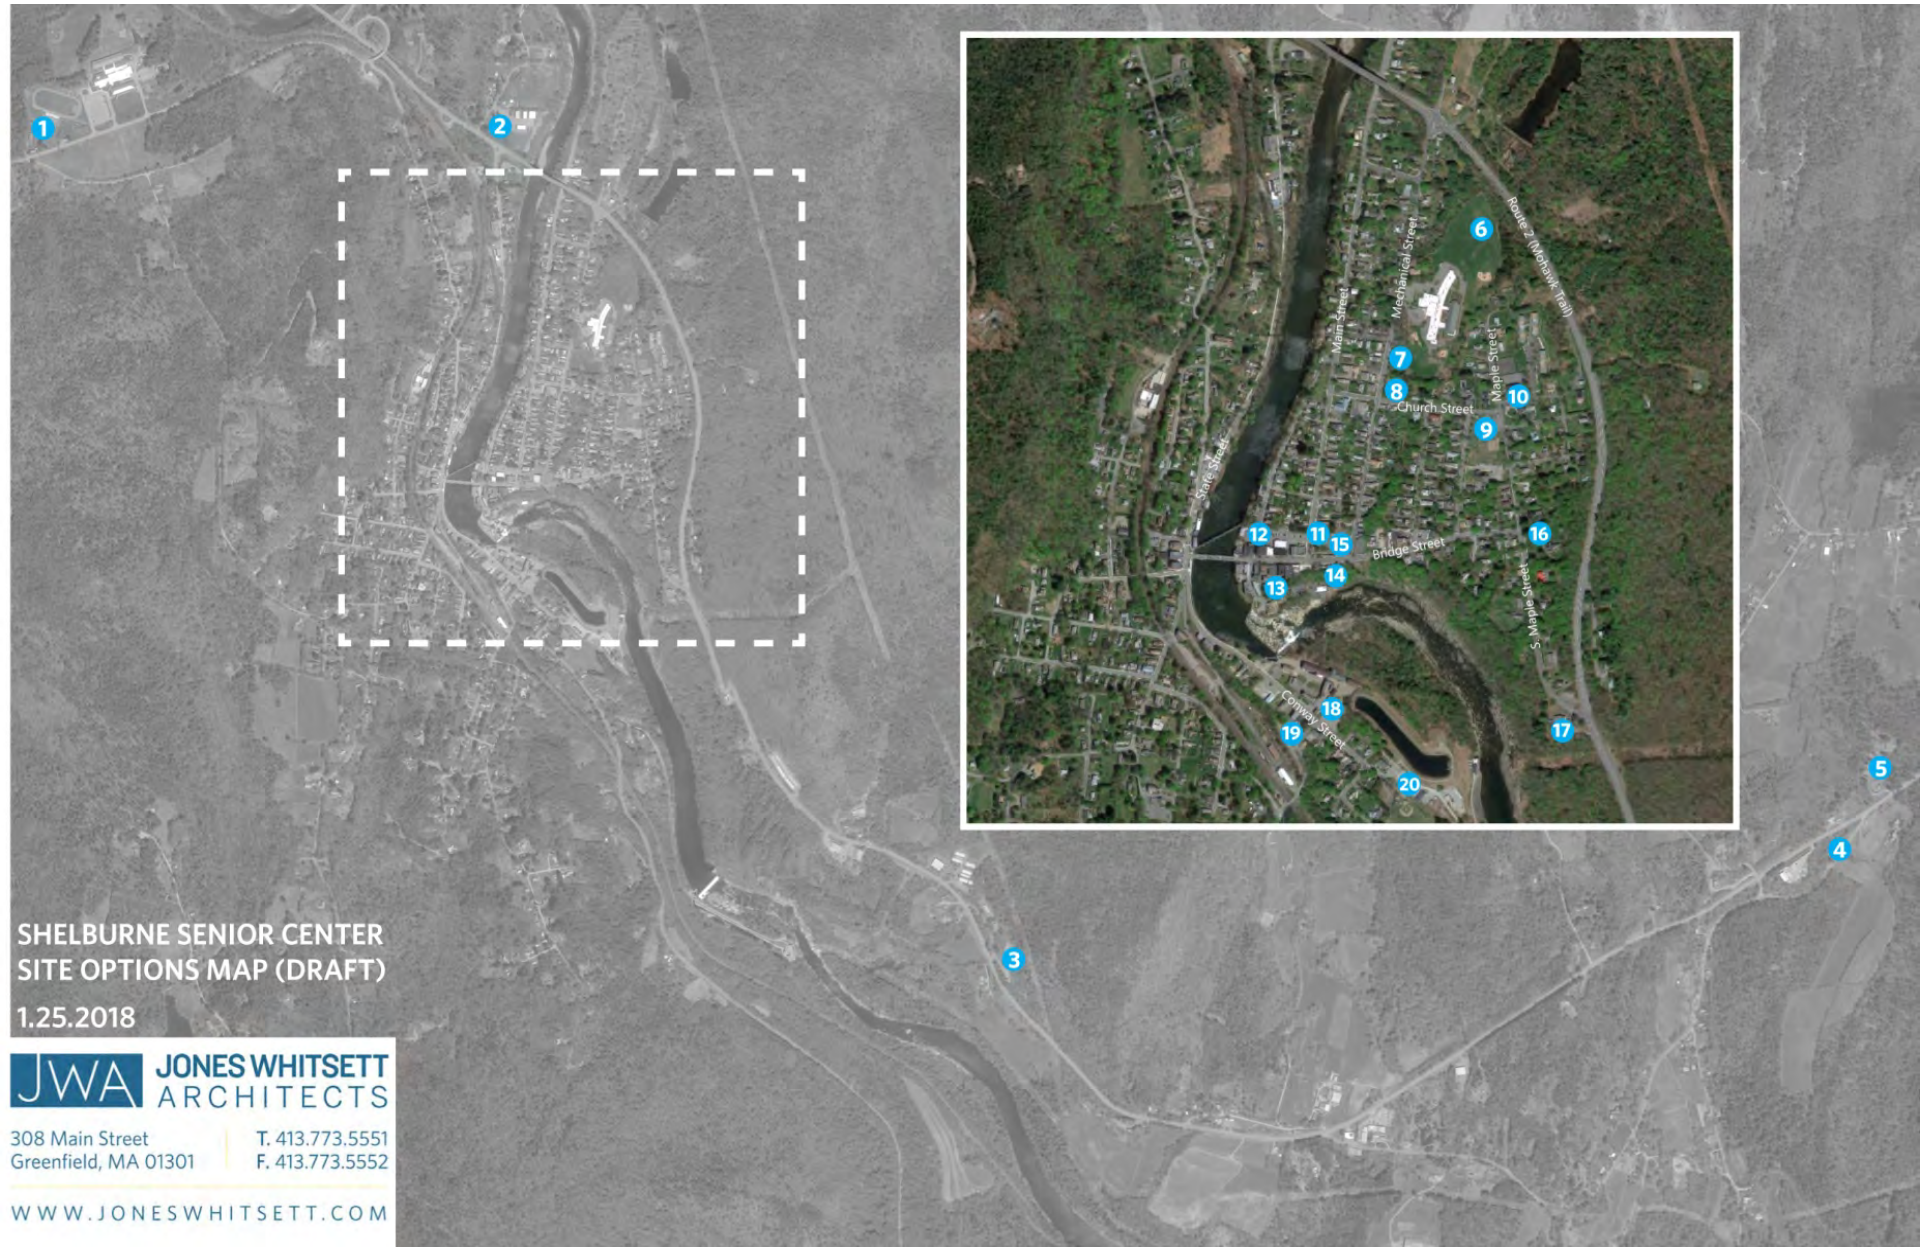 1
2
Route 2 (Mohawk Trail)
6
Mechanical Street
Main Street
7
Maple Street
8
10
Church Street
9
State Street
12
11
15
16
Bridge Street
14
13
S. Maple Street
18
Conway Street
19
17
20
5
4
3
SHELBURNE SENIOR CENTER
SITE OPTIONS MAP (DRAFT)
1.25.2018
JWA
JONES WHITSETT
ARCHITECTS
308 Main Street
Greenfield, MA 01301
T. 413.773.5551
F. 413.773.5552
WWW.JONESWHITSETT.COM